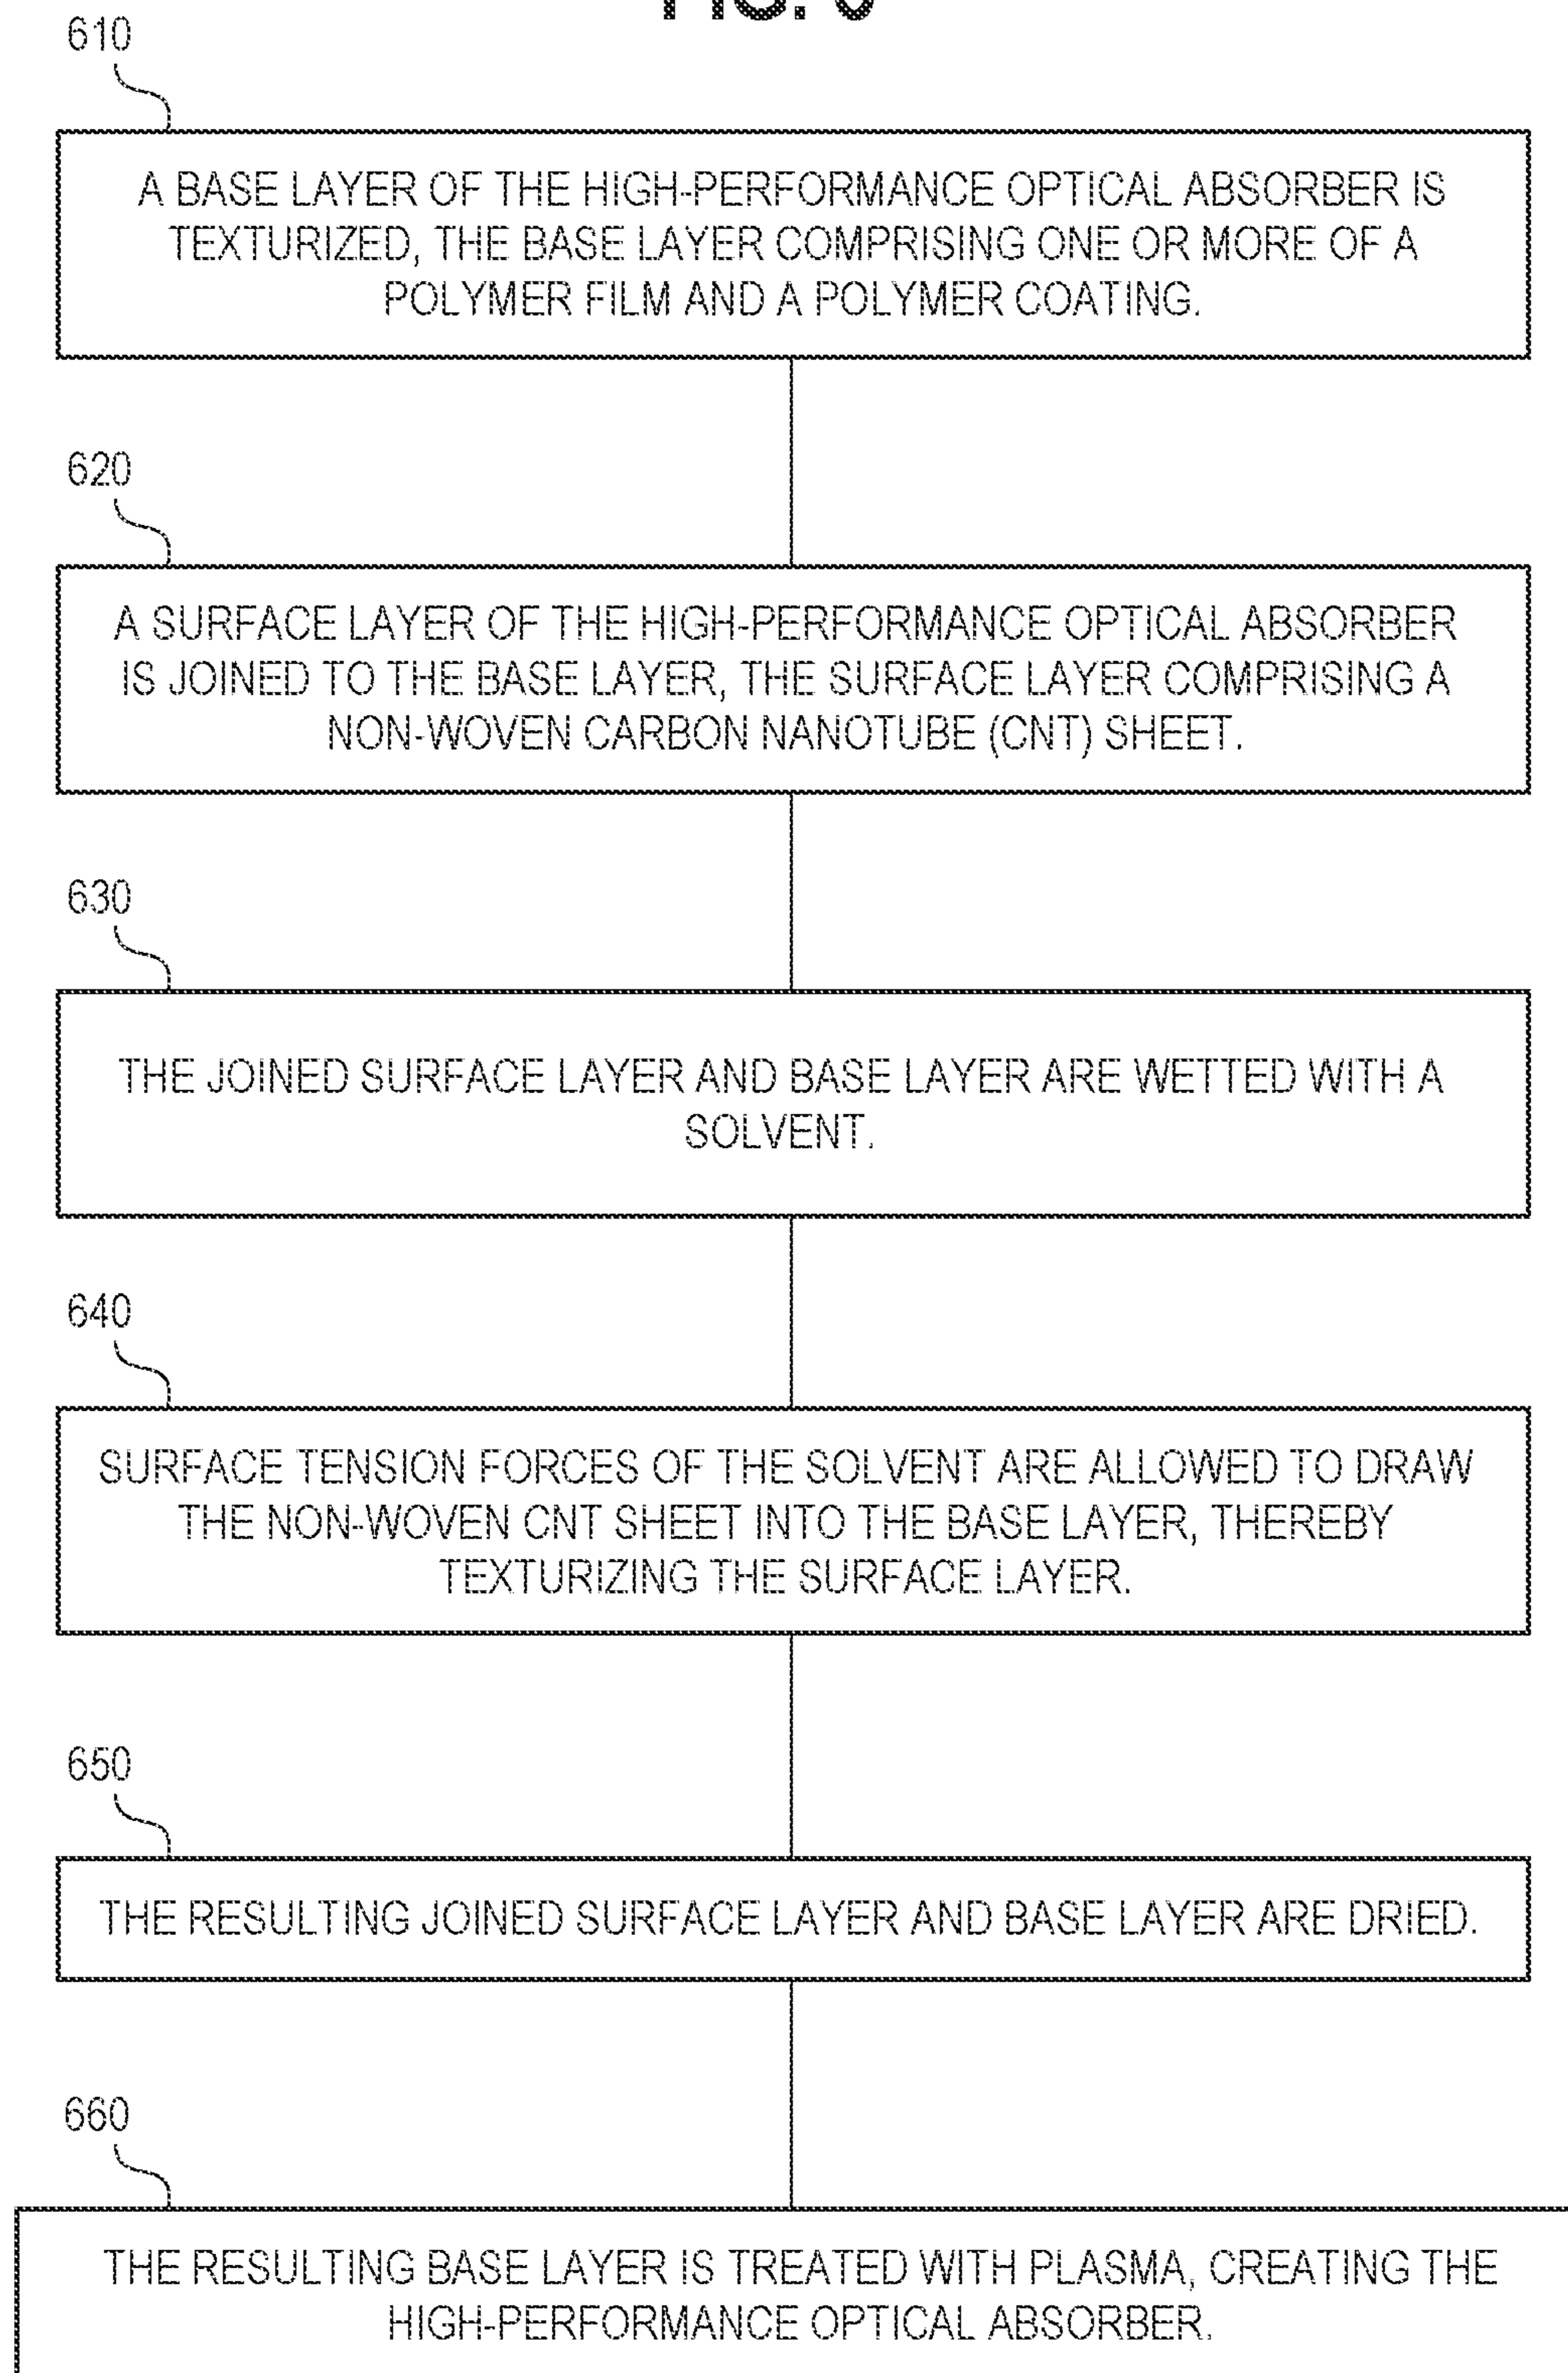 610
A BASE LAYER OF THE HIGH-PERFORMANCE OPTICAL ABSORBER IS
TEXTURIZED, THE BASE LAYER COMPRISING ONE OR MORE OF A
POLYMER FILM AND A POLYMER COATING.
620
A SURFACE LAYER OF THE HIGH-PERFORMANCE OPTICAL ABSORBER
IS JOINED TO THE BASE LAYER, THE SURFACE LAYER COMPRISING A
NON-WOVEN CARBON NANOTUBE (CNT) SHEET.
630
THE JOINED SURFACE LAYER AND BASE LAYER ARE WETTED WITH A
SOLVENT.
640
SURFACE TENSION FORCES OF THE SOLVENT ARE ALLOWED TO DRAW
THE NON-WOVEN CNT SHEET INTO THE BASE LAYER, THEREBY
TEXTURIZING THE SURFACE LAYER.
650
THE RESULTING JOINED SURFACE LAYER AND BASE LAYER ARE DRIED.
660
THE RESULTING BASE LAYER IS TREATED WITH PLASMA, CREATING THE
HIGH-PERFORMANCE OPTICAL ABSORBER.